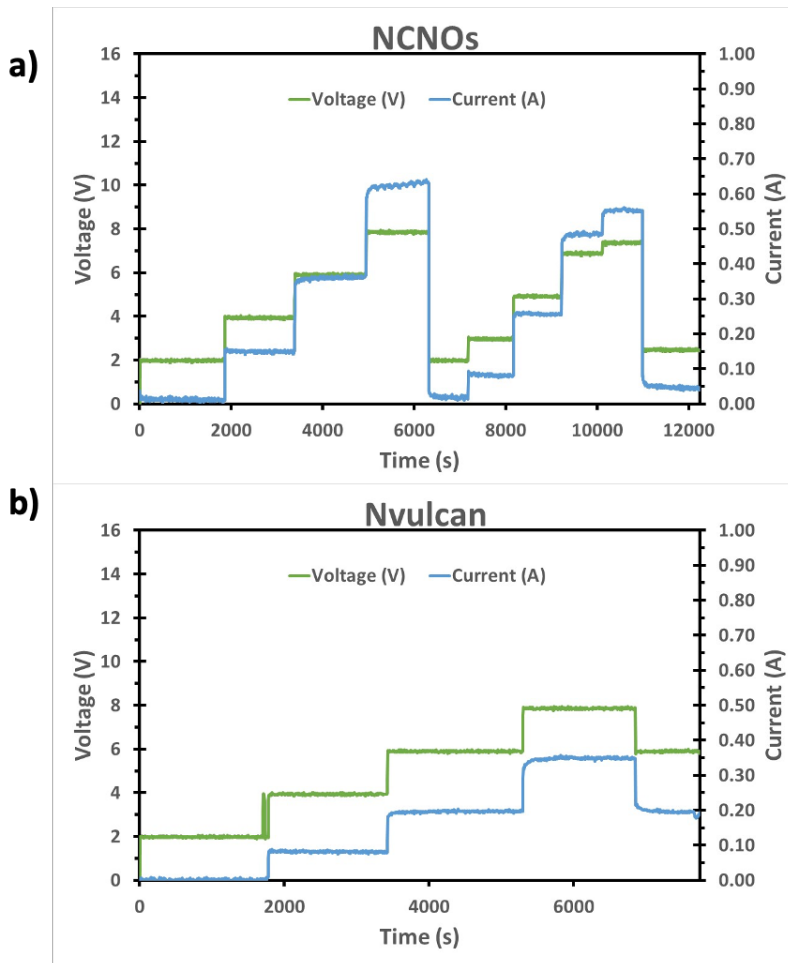 a)
NCNOs
Voltage (V) Current (A)
16
14
12
10
8
6
4
2
0
Voltage (V)
1.00
0.90
0.80
0.70
0.60
0.50
0.40
0.30
0.20
0.10
0.00
Current (A)
0 2000 4000 6000 8000 10000 12000
Time (s)
b)
Nvulcan
Voltage (V) Current (A)
16
14
12
10
8
6
4
2
0
Voltage (V)
1.00
0.90
0.80
0.70
0.60
0.50
0.40
0.30
0.20
0.10
0.00
Current (A)
0 2000 4000 6000
Time (s)